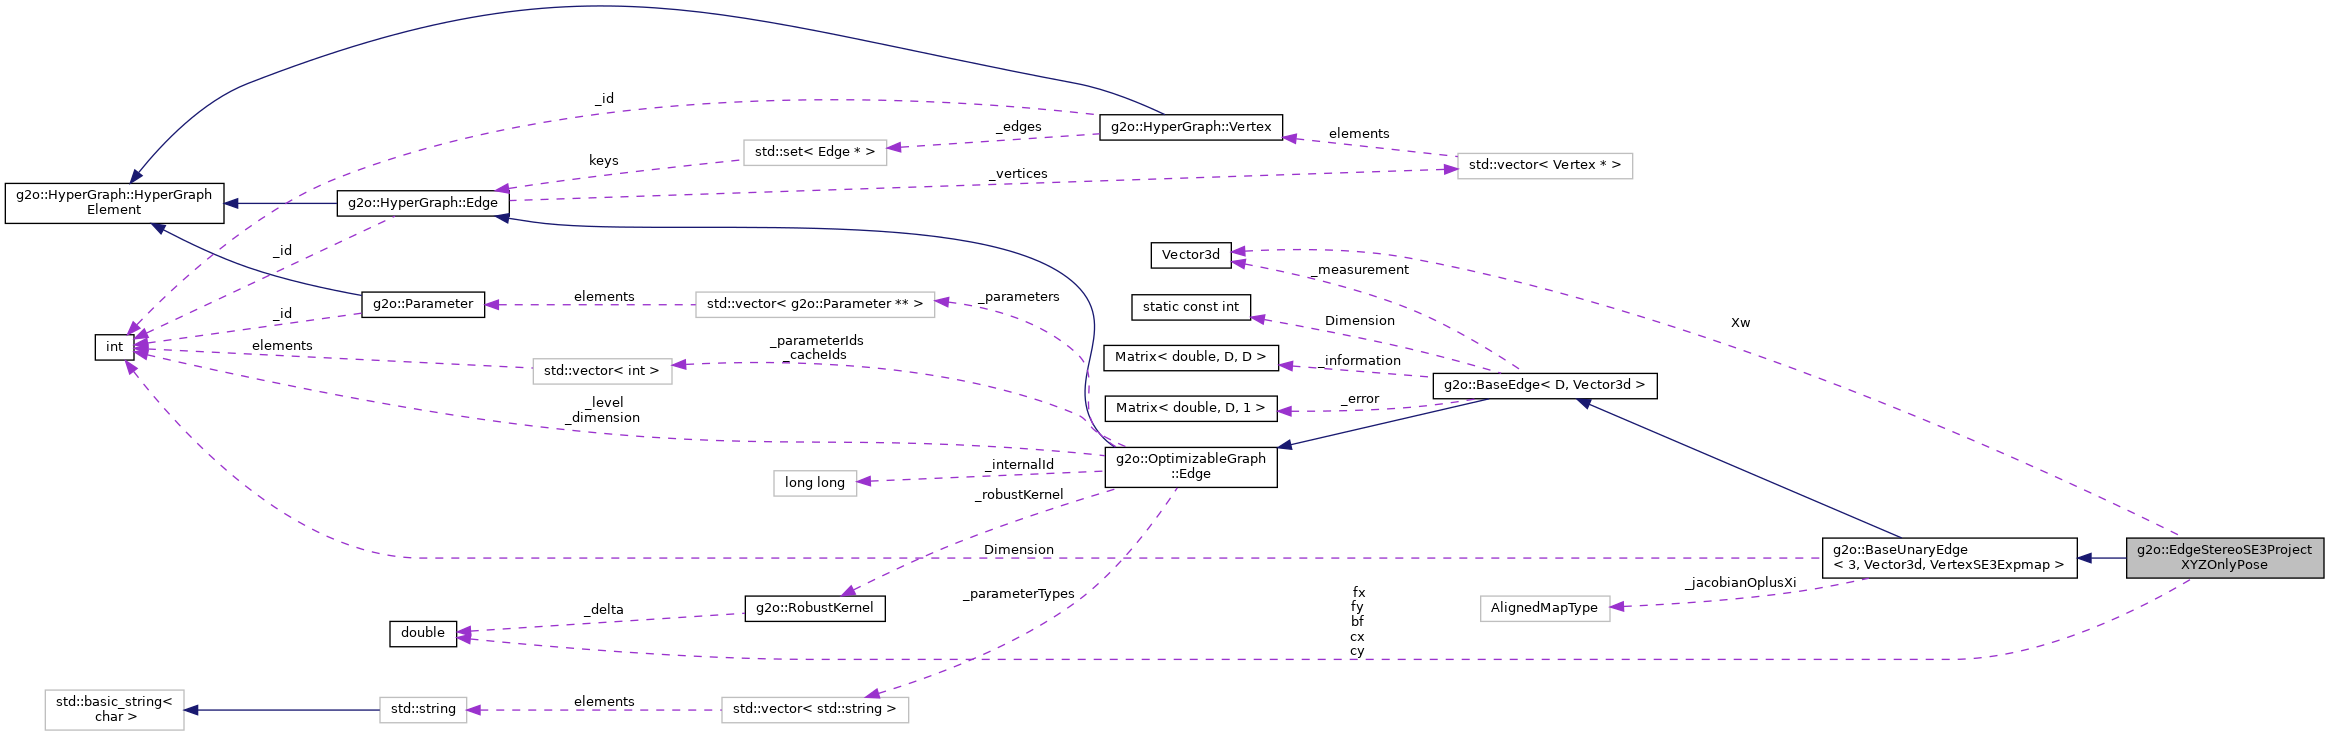 _id
g2o::HyperGraph::Vertex
_edges
elements
std::set< Edge * >
keys
std::vector< Vertex * >
_vertices
g2o::HyperGraph::HyperGraph
Element
g2o::HyperGraph::Edge
_id
Vector3d
_measurement
g2o::Parameter
elements
std::vector< g2o::Parameter ** >
_parameters
static const int
Dimension
Xw
_id
int
elements
_parameterIds
_cacheIds
std::vector< int >
Matrix< double, D, D >
_information
g2o::BaseEdge< D, Vector3d >
_level
_dimension
Matrix< double, D, 1 >
_error
g2o::OptimizableGraph
::Edge
_internalId
long long
_robustKernel
Dimension
g2o::BaseUnaryEdge
< 3, Vector3d, VertexSE3Expmap >
g2o::EdgeStereoSE3Project
XYZOnlyPose
_jacobianOplusXi
AlignedMapType
_parameterTypes
g2o::RobustKernel
_delta
double
fx
fy
bf
cx
cy
std::basic_string<
char >
std::string
elements
std::vector< std::string >